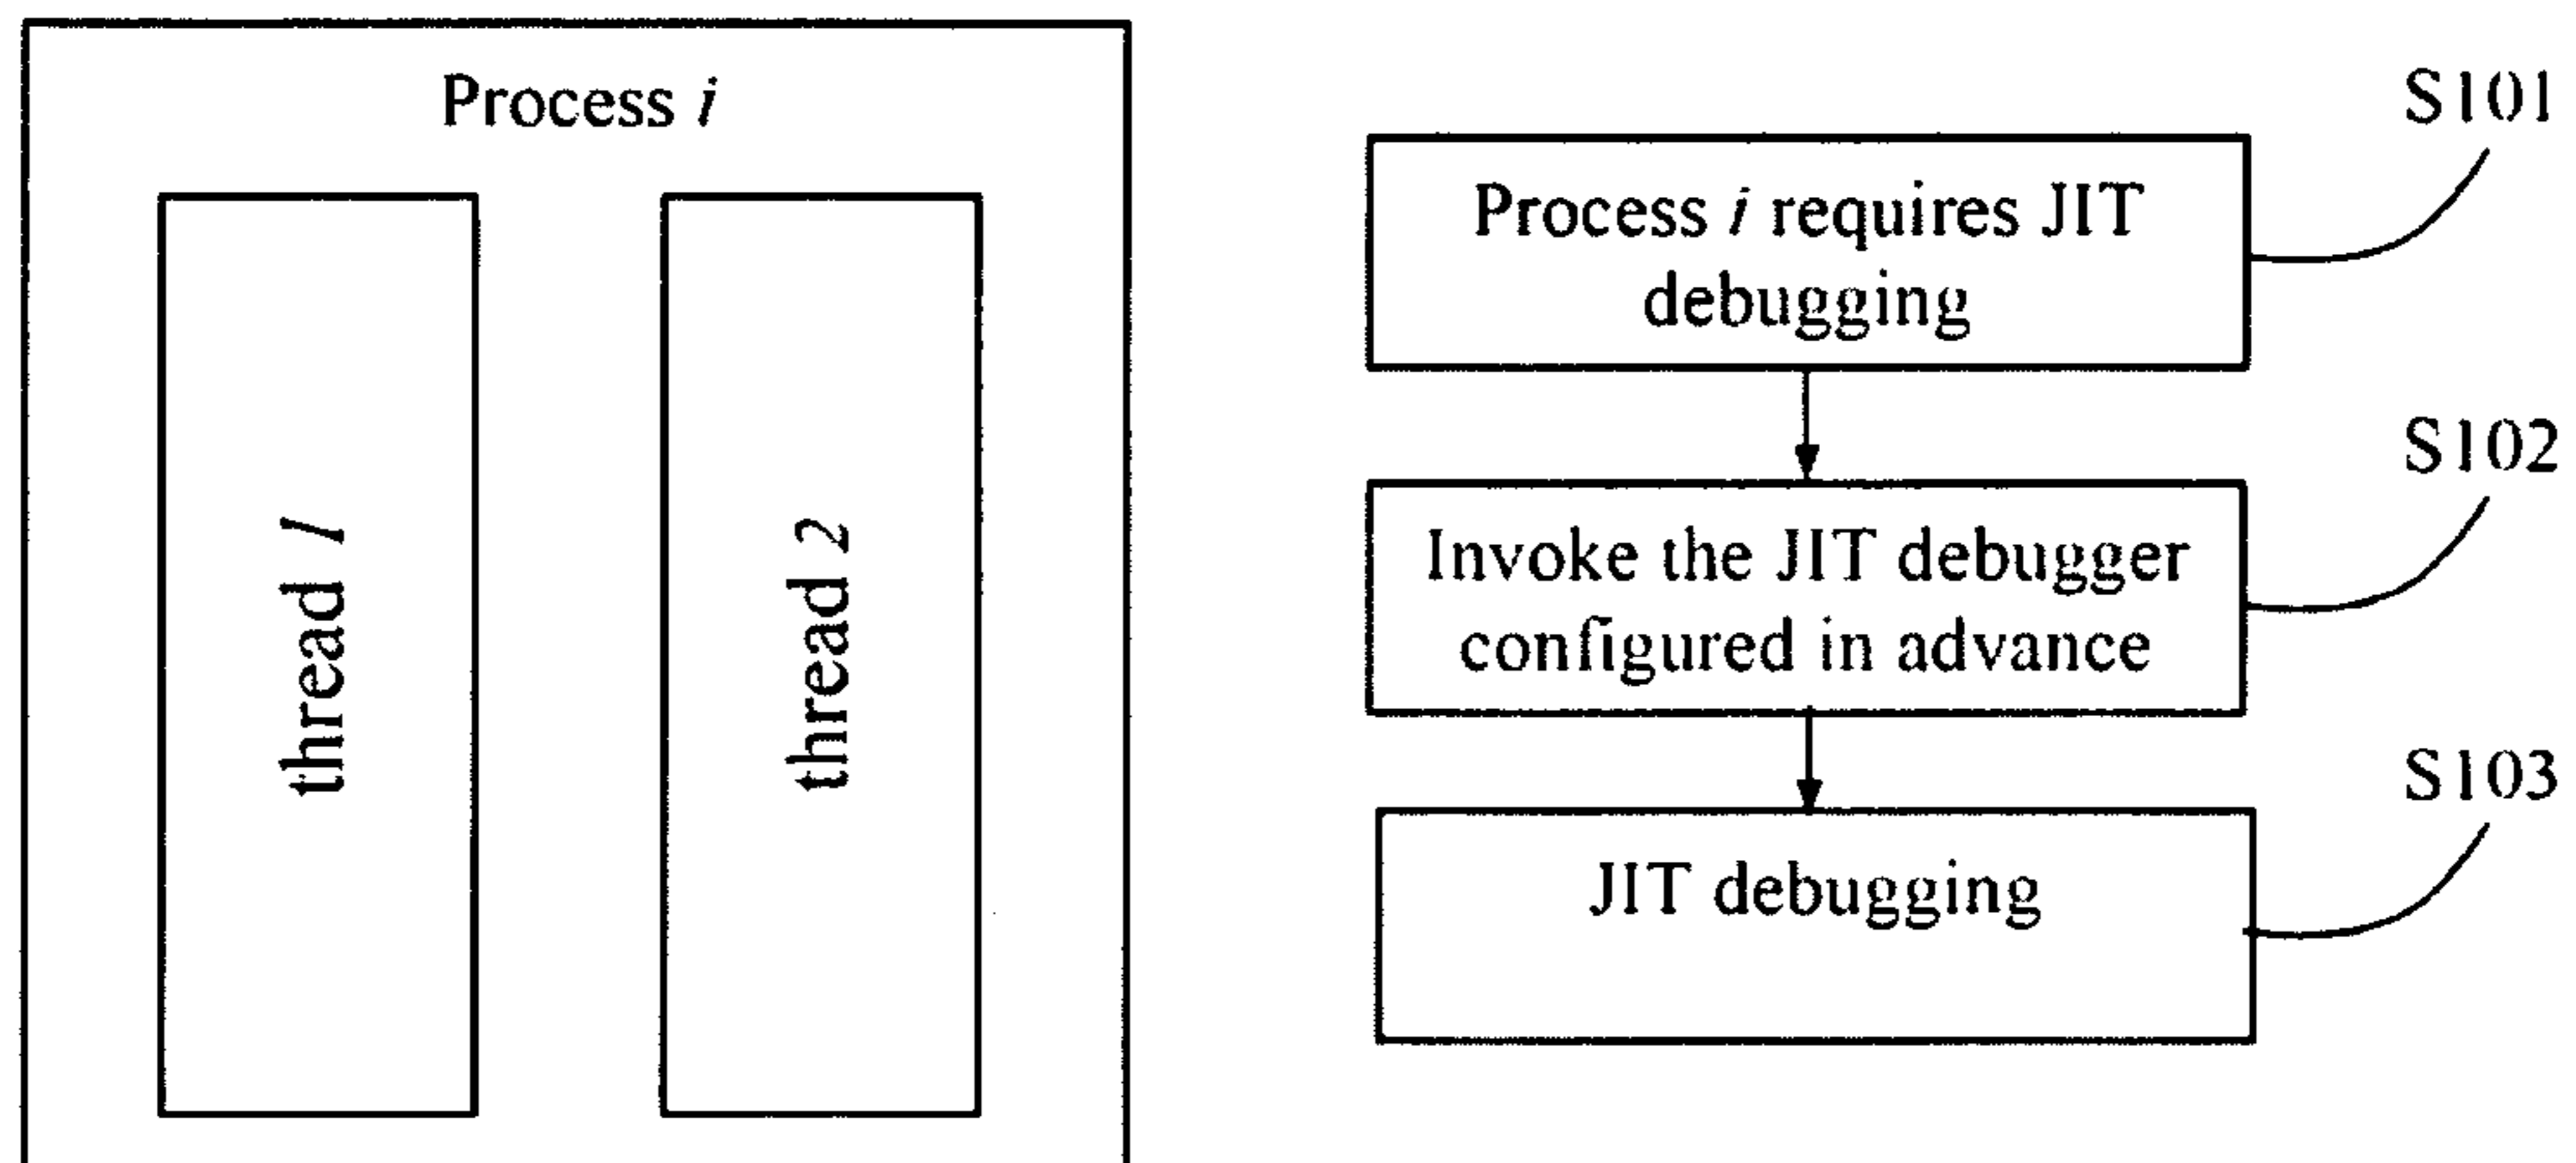 Process i
thread 1
thread 2
S101
Process i requires JIT
debugging
S102
Invoke the JIT debugger
configured in advance
S103
JIT debugging